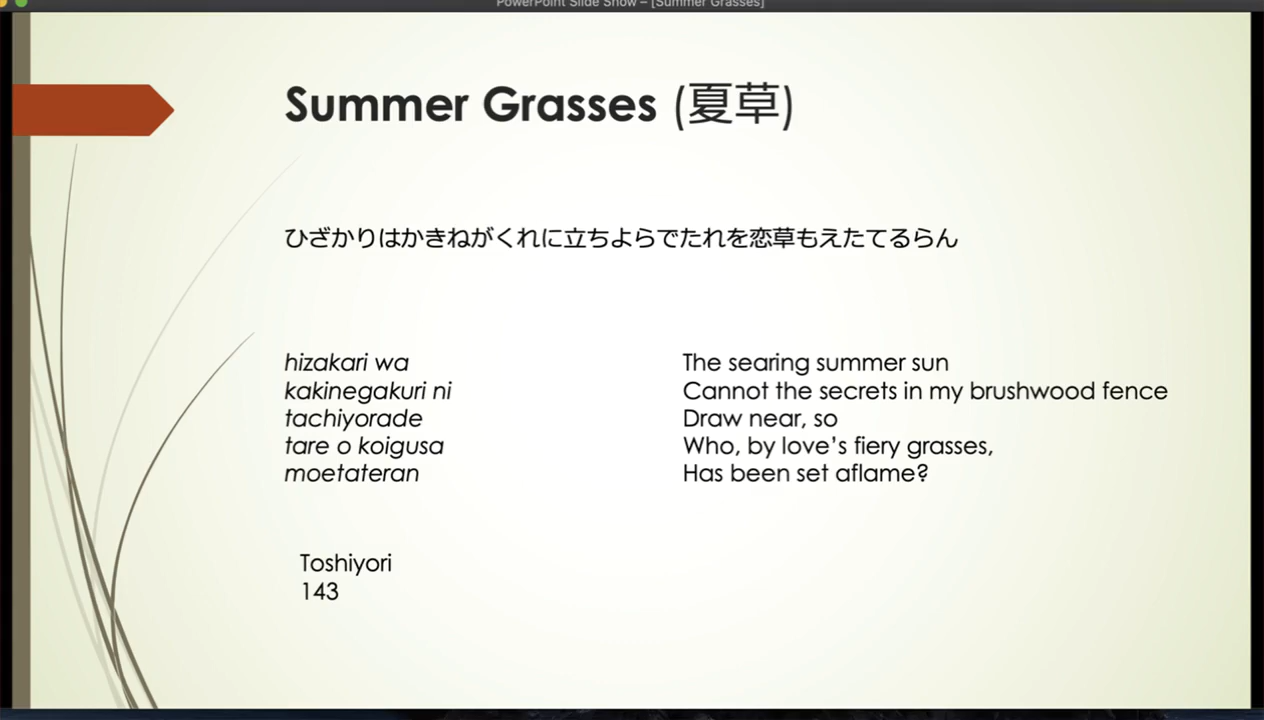 PowerPoint Slide Show – [Summer Grasses]
Summer Grasses (夏草)
ひざかりはかきねがくれに立ちよらでたれを恋草もえたてるらん
hizakari wa
kakinegakuri ni
tachiyorade
tare o koigusa
moetateran
The searing summer sun
Cannot the secrets in my brushwood fence
Draw near, so
Who, by love’s fiery grasses,
Has been set aflame?
Toshiyori
143